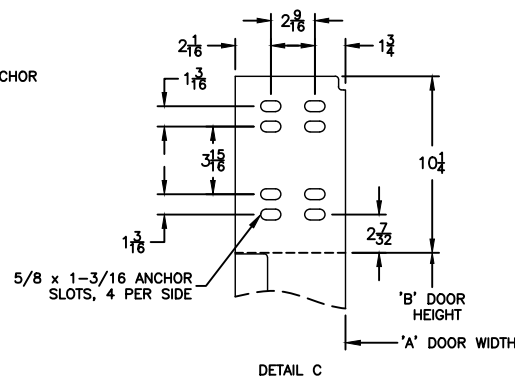 2 9/16
2 1/16
1 3/4
CHOR
1 3/16
3 15/16
10 1/4
2 7/32
1 3/16
5/8 x 1-3/16 ANCHOR
SLOTS, 4 PER SIDE
'B' DOOR
HEIGHT
'A' DOOR WIDTH
DETAIL C